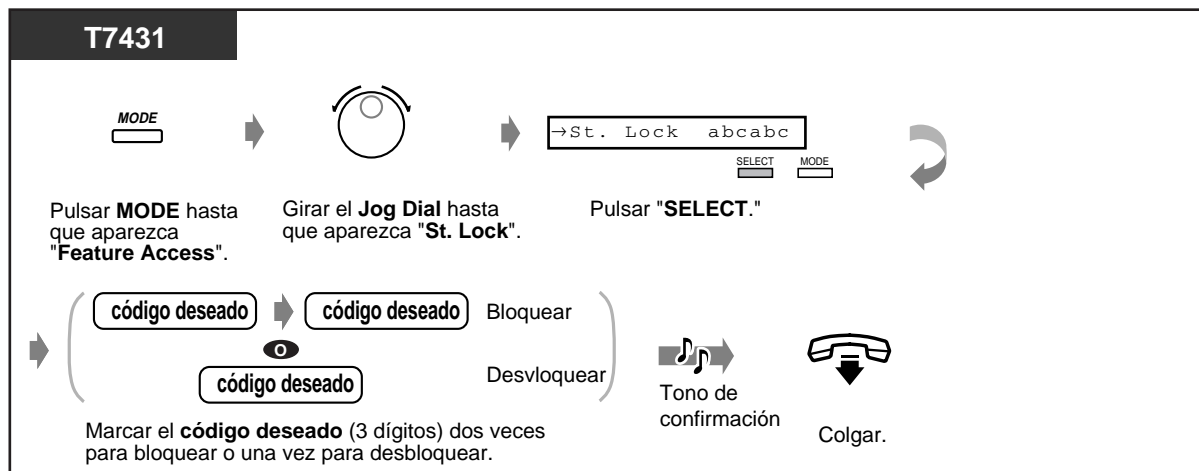 T7431
MODE
→St. Lock abcabc
SELECT MODE
Pulsar MODE hasta
que aparezca
"Feature Access".
Girar el Jog Dial hasta
que aparezca "St. Lock".
Pulsar "SELECT."
código deseado código deseado Bloquear
O
código deseado Desvloquear
Marcar el código deseado (3 dígitos) dos veces
para bloquear o una vez para desbloquear.
Tono de
confirmación
Colgar.